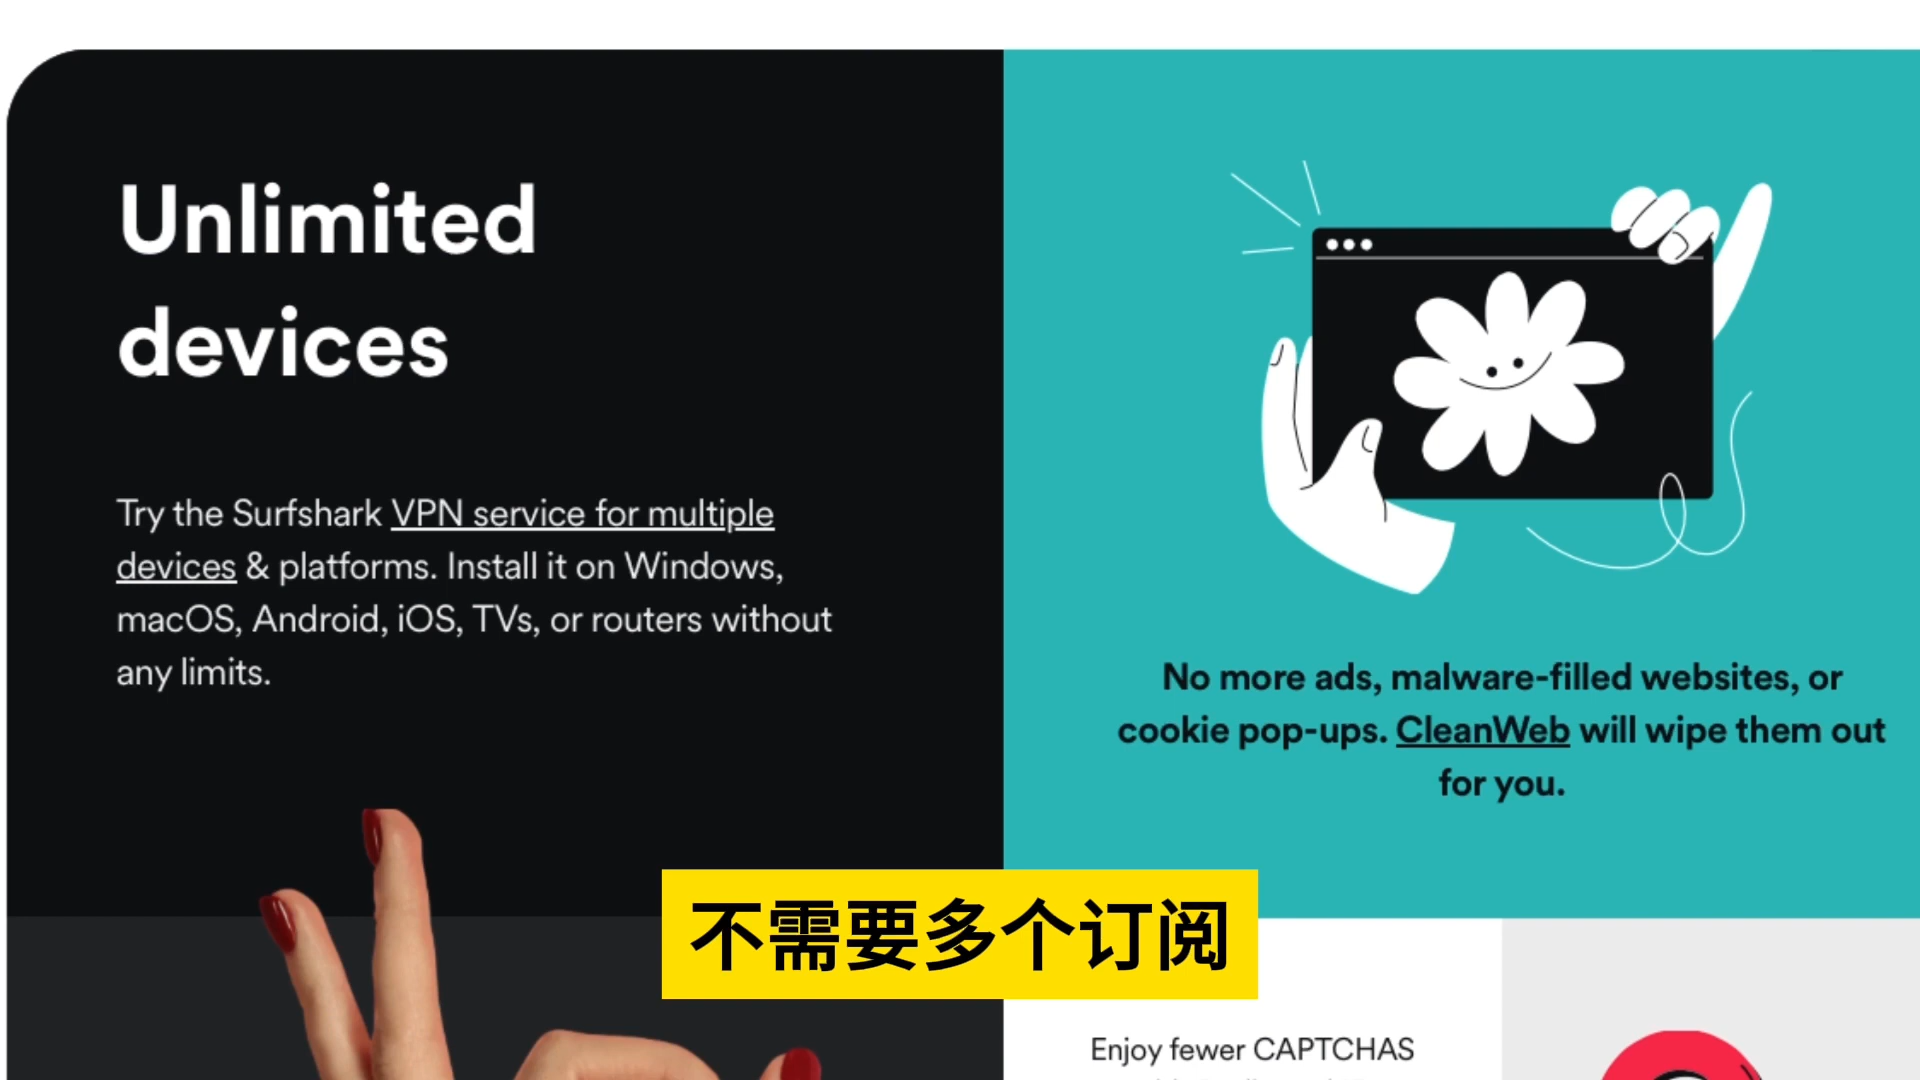 Unlimited
devices
Try the Surfshark VPN service for multiple
devices & platforms. Install it on Windows,
macOS, Android, iOS, TVs, or routers without
any limits.
No more ads, malware-filled websites, or
cookie pop-ups. CleanWeb will wipe them out
for you.
不需要多个订阅
Enjoy fewer CAPTCHAS